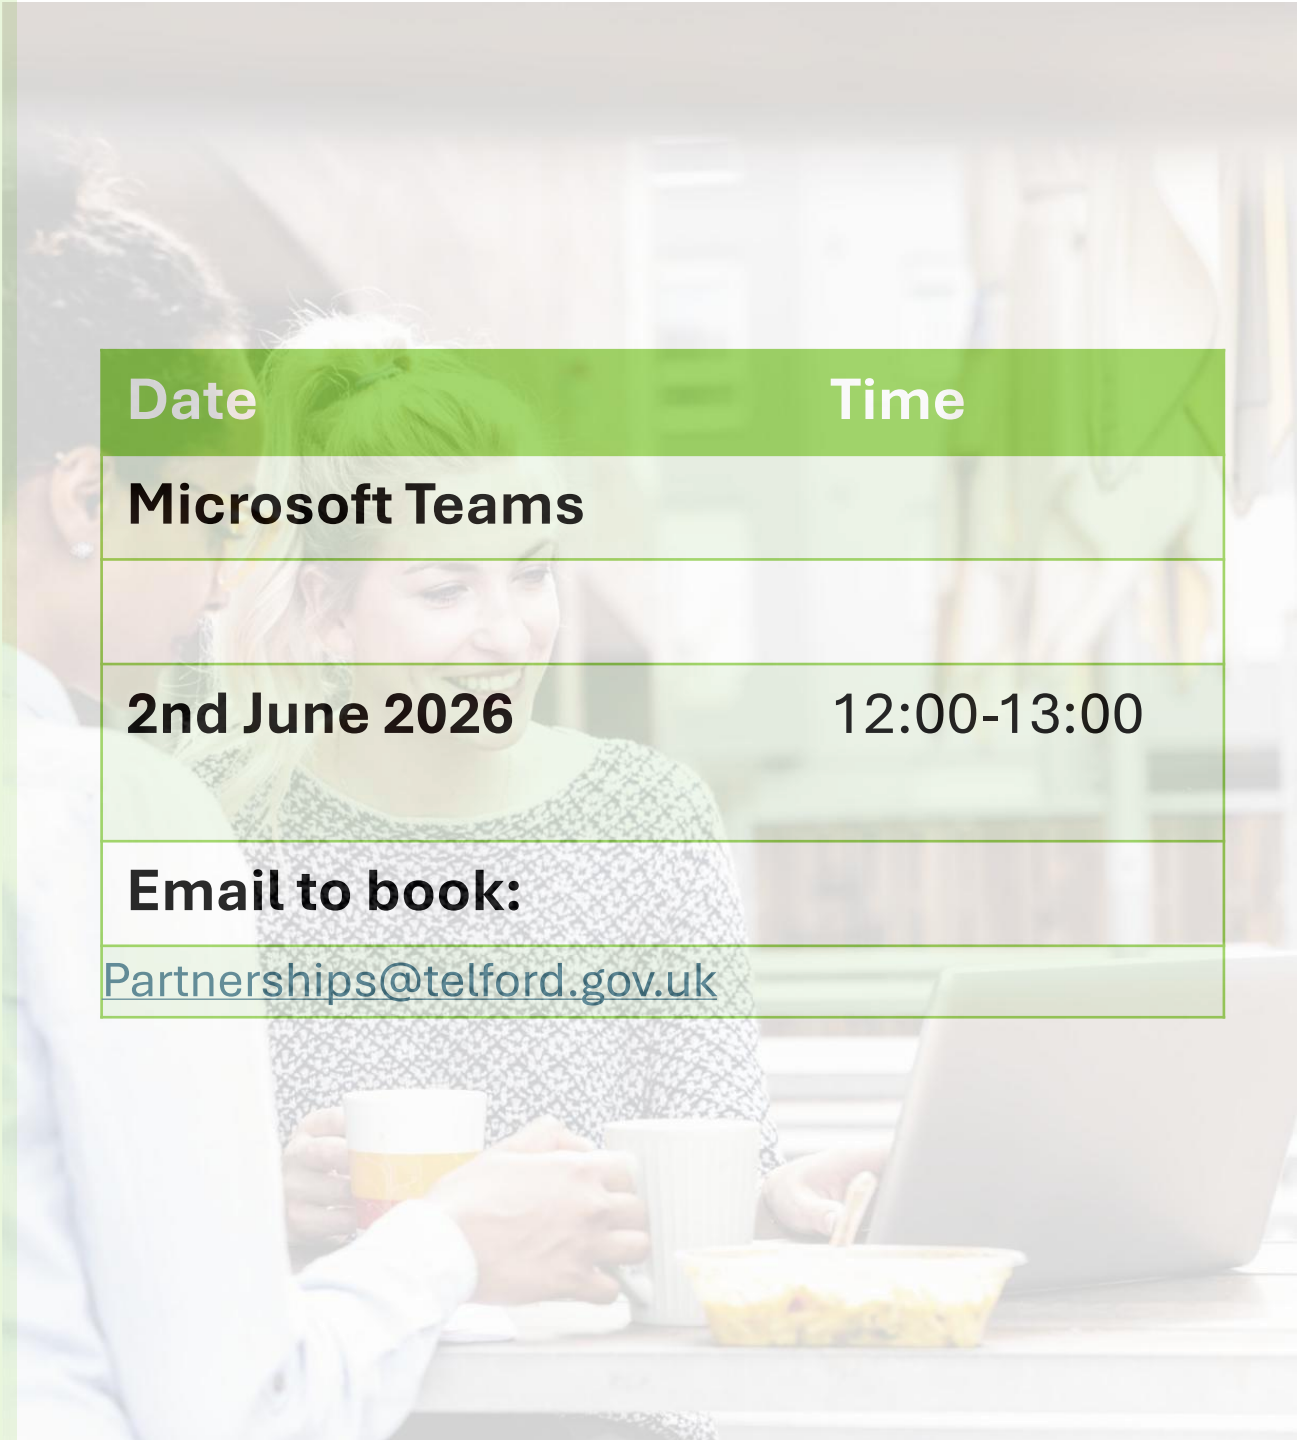 Date Time
Microsoft Teams
2nd June 2026 12:00-13:00
Email to book:
Partnerships@telford.gov.uk